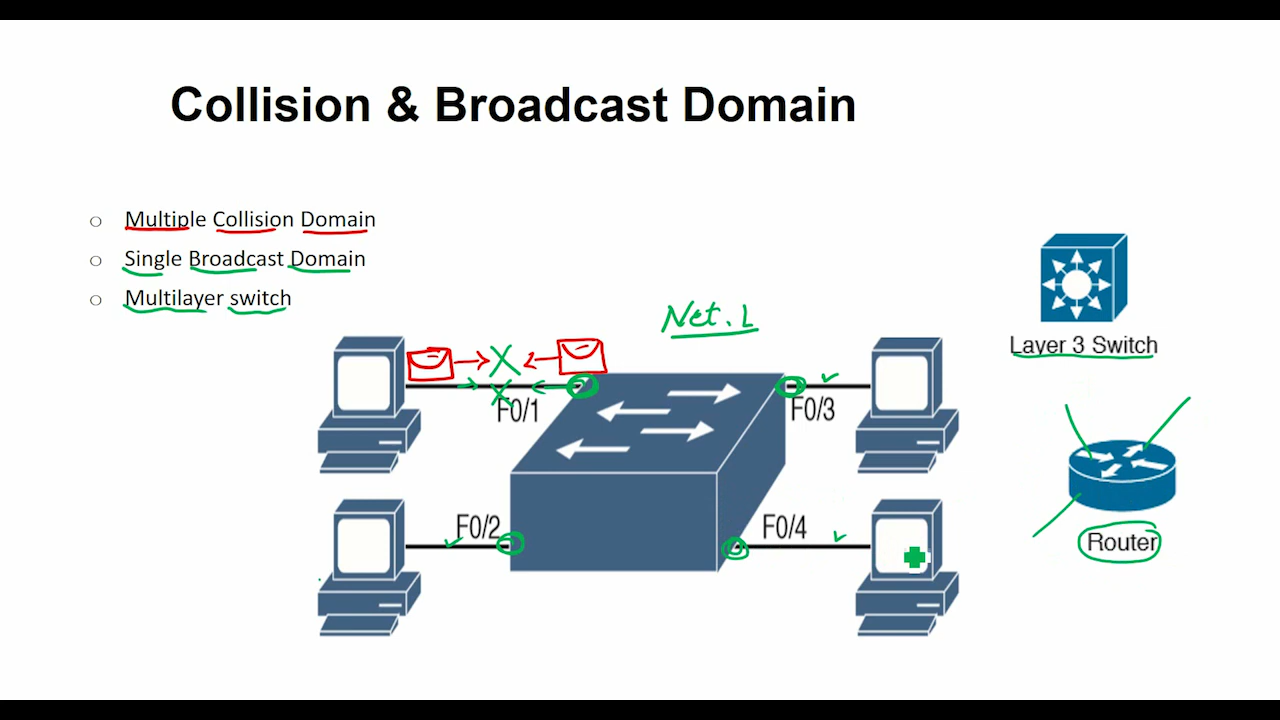 Collision & Broadcast Domain
Multiple Collision Domain
Single Broadcast Domain
Multilayer switch
Net. L
Layer 3 Switch
F0/1
F0/3
F0/2
F0/4
Router